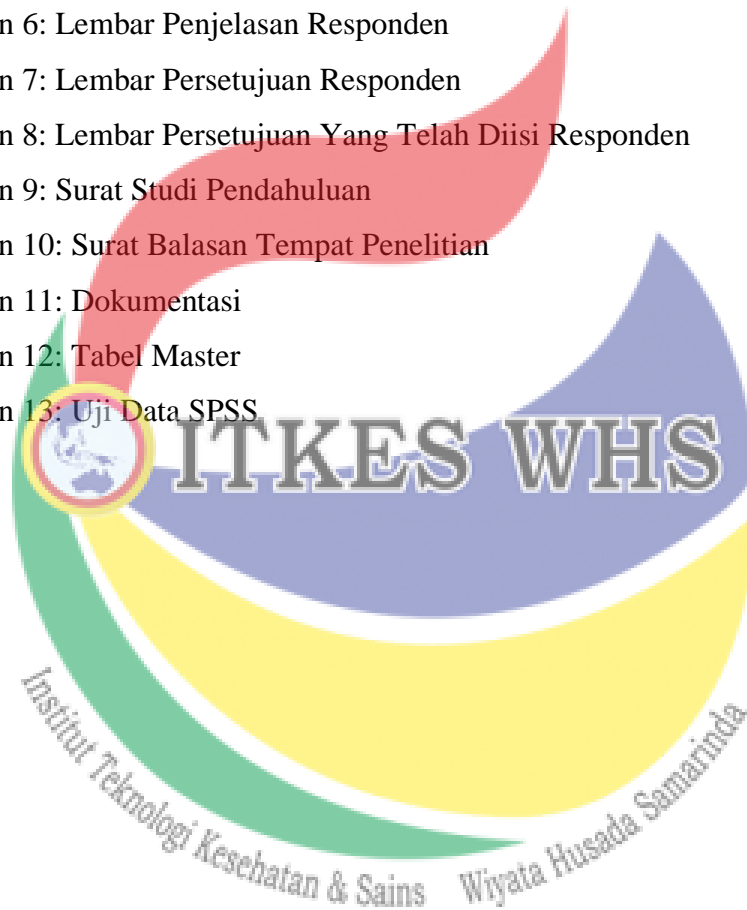 n 6: Lembar Penjelasan Responden
n 7: Lembar Persetujuan Responden
n 8: Lembar Persetujuan Yang Telah Diisi Responden
n 9: Surat Studi Pendahuluan
n 10: Surat Balasan Tempat Penelitian
n 11: Dokumentasi
n 12: Tabel Master
n 13: Uji Data SPSS
ITKES WHS
Institut Teknologi Kesehatan & Sains Wiyata Husada Samarinda